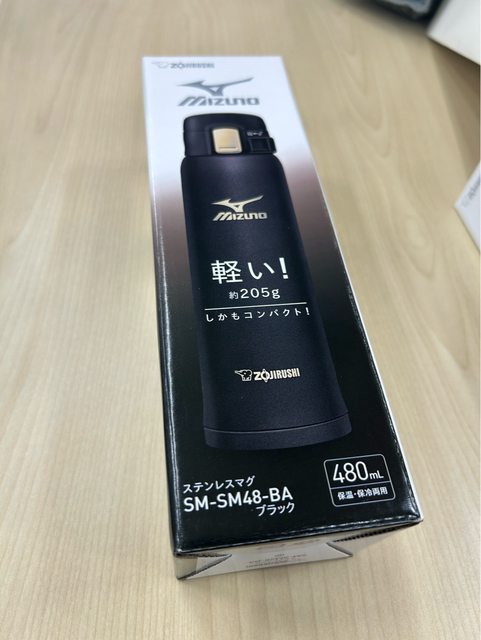 ZOJIRUSHI
MIZUNO
MIZUNO
軽い!
約205g
しかもコンパクト!
ZOJIRUSHI
ステンレスマグ
SM-SM48-BA
ブラック
480mL
保温・保冷両用